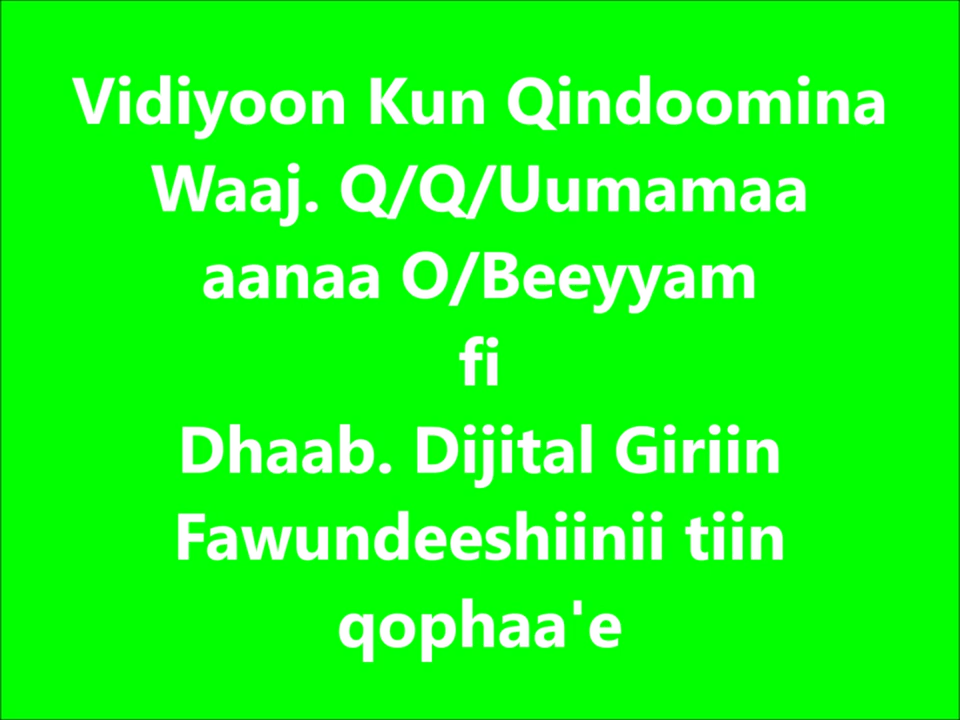 Vidiyoon Kun Qindoomina
Waaj. Q/Q/Uumamaa
aanaa O/Beeyyam
fi
Dhaab. Dijital Giriin
Fawundeeshiinii tiin
qophaa'e